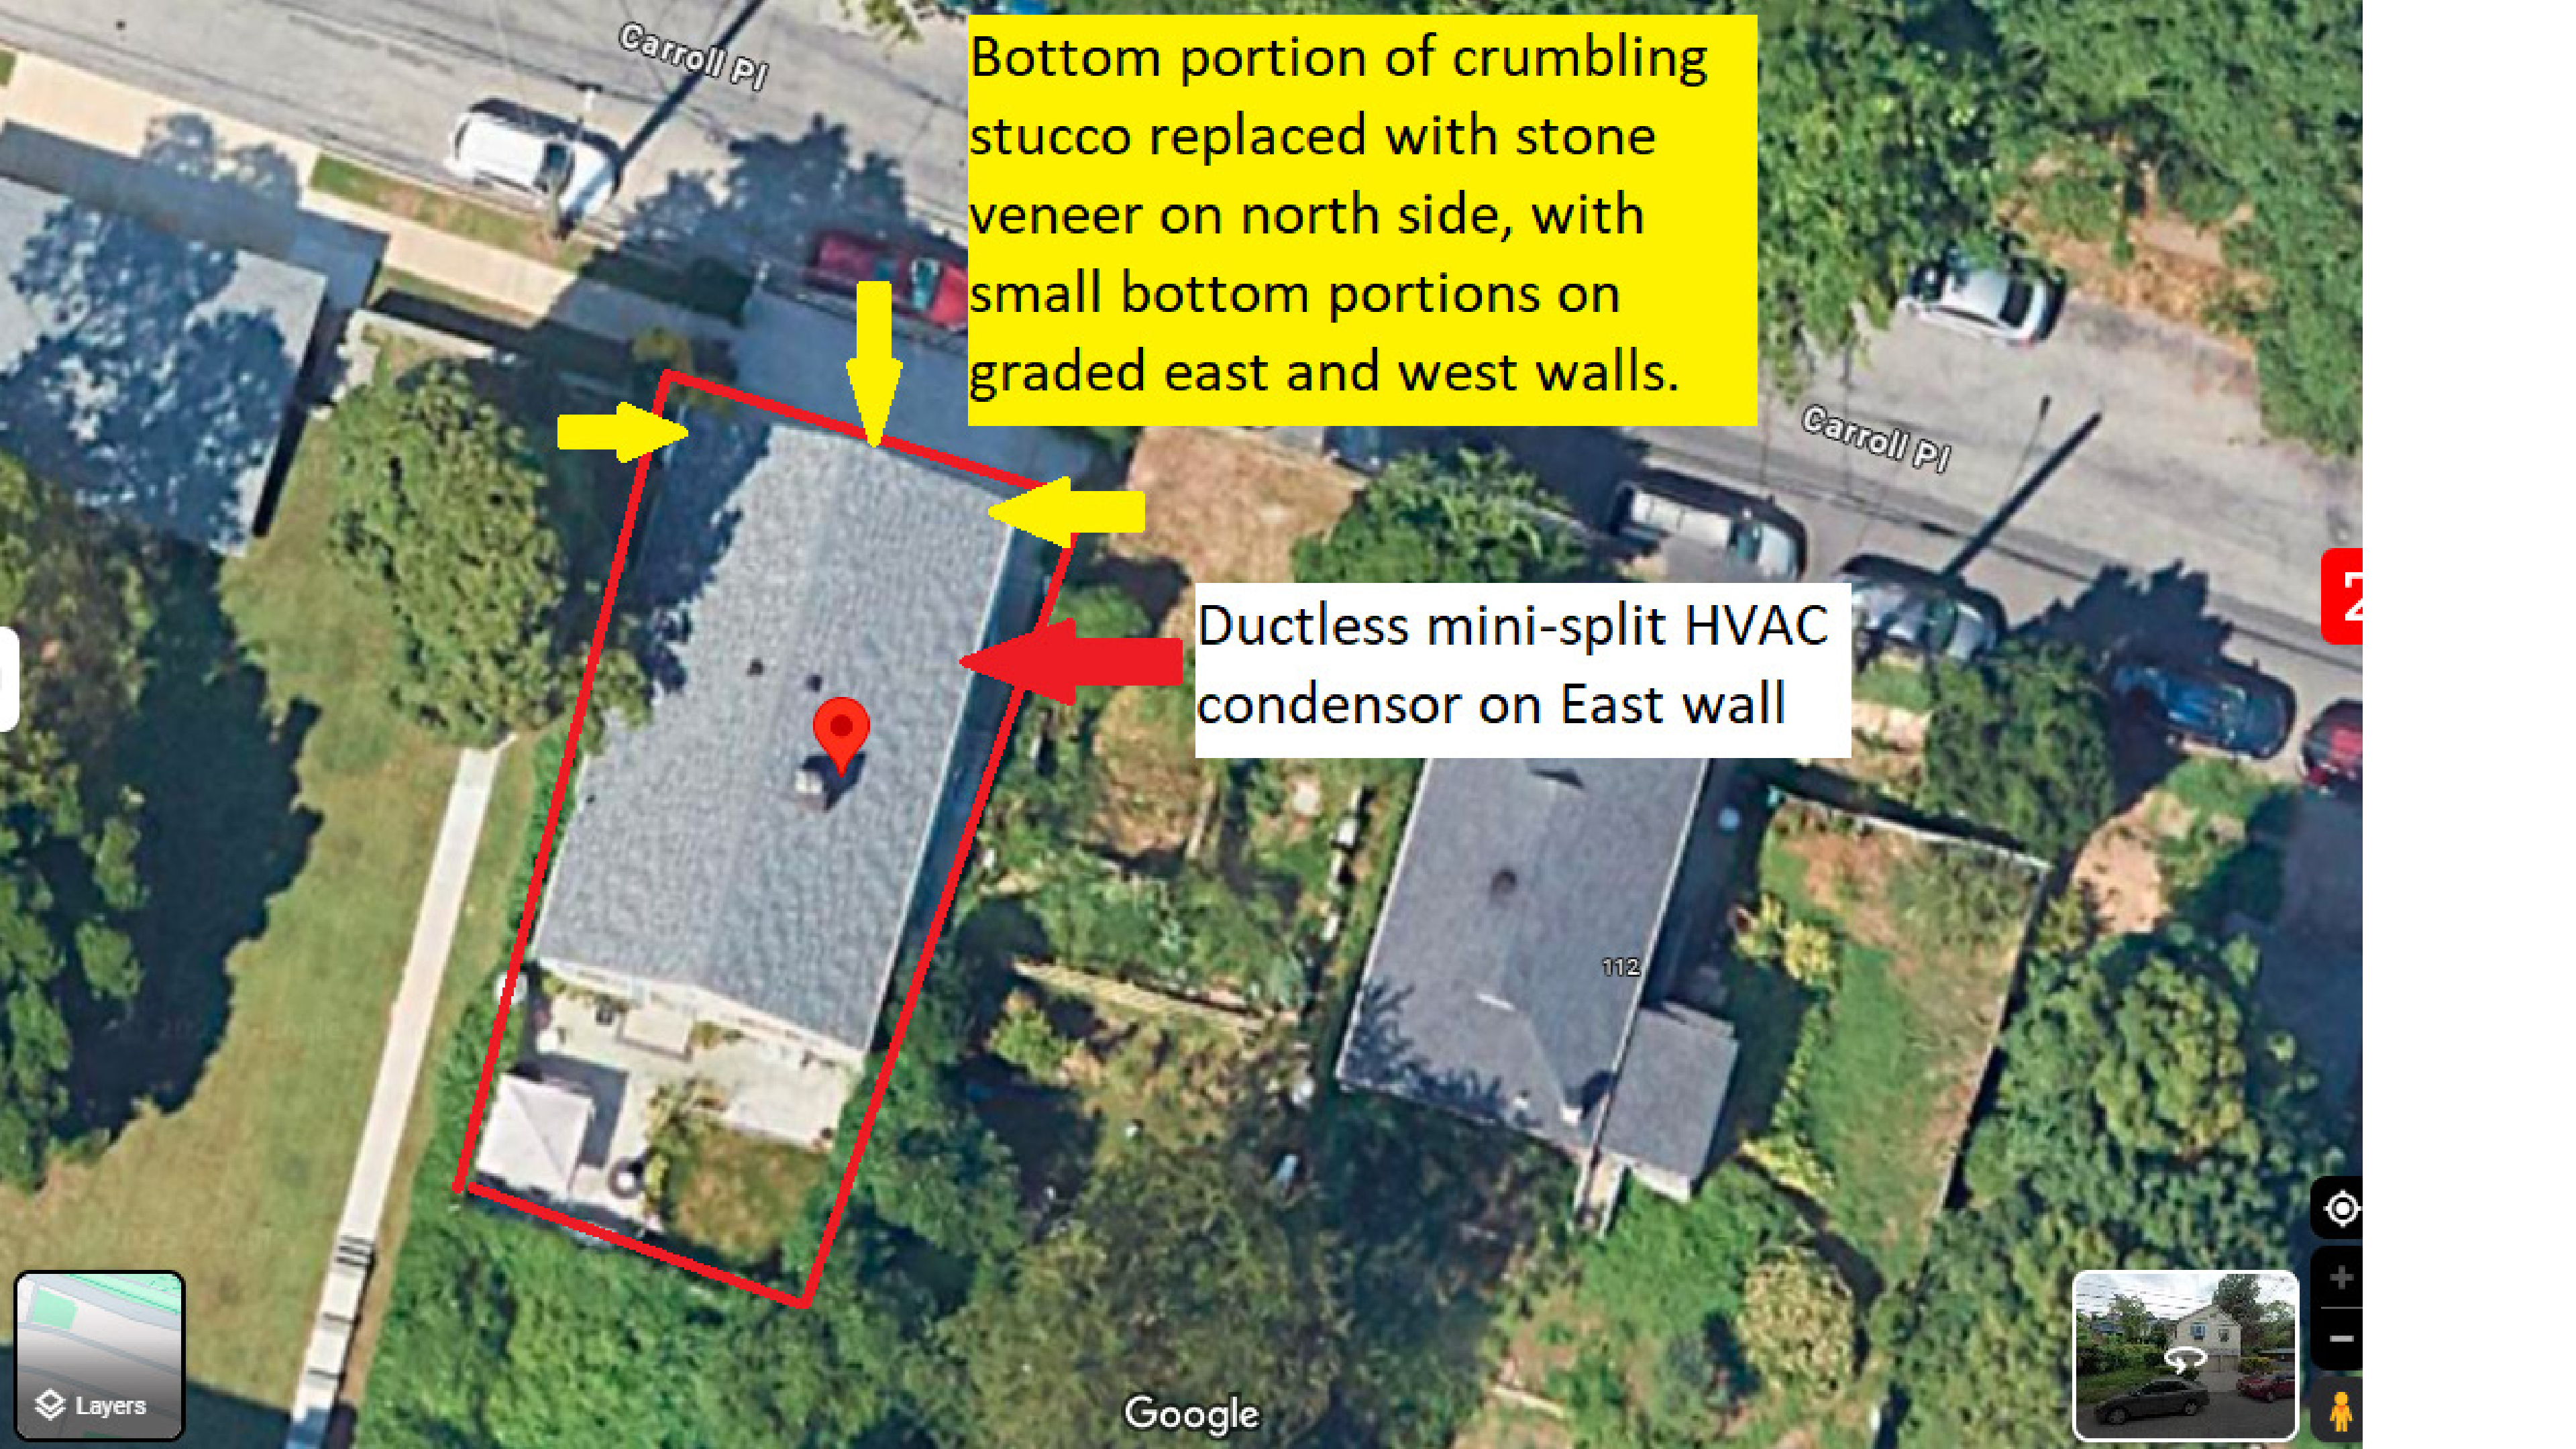 Carroll Pl
Bottom portion of crumbling
stucco replaced with stone
veneer on north side, with
small bottom portions on
graded east and west walls.
Carroll Pl
Ductless mini-split HVAC
condensor on East wall
112
Layers
Google